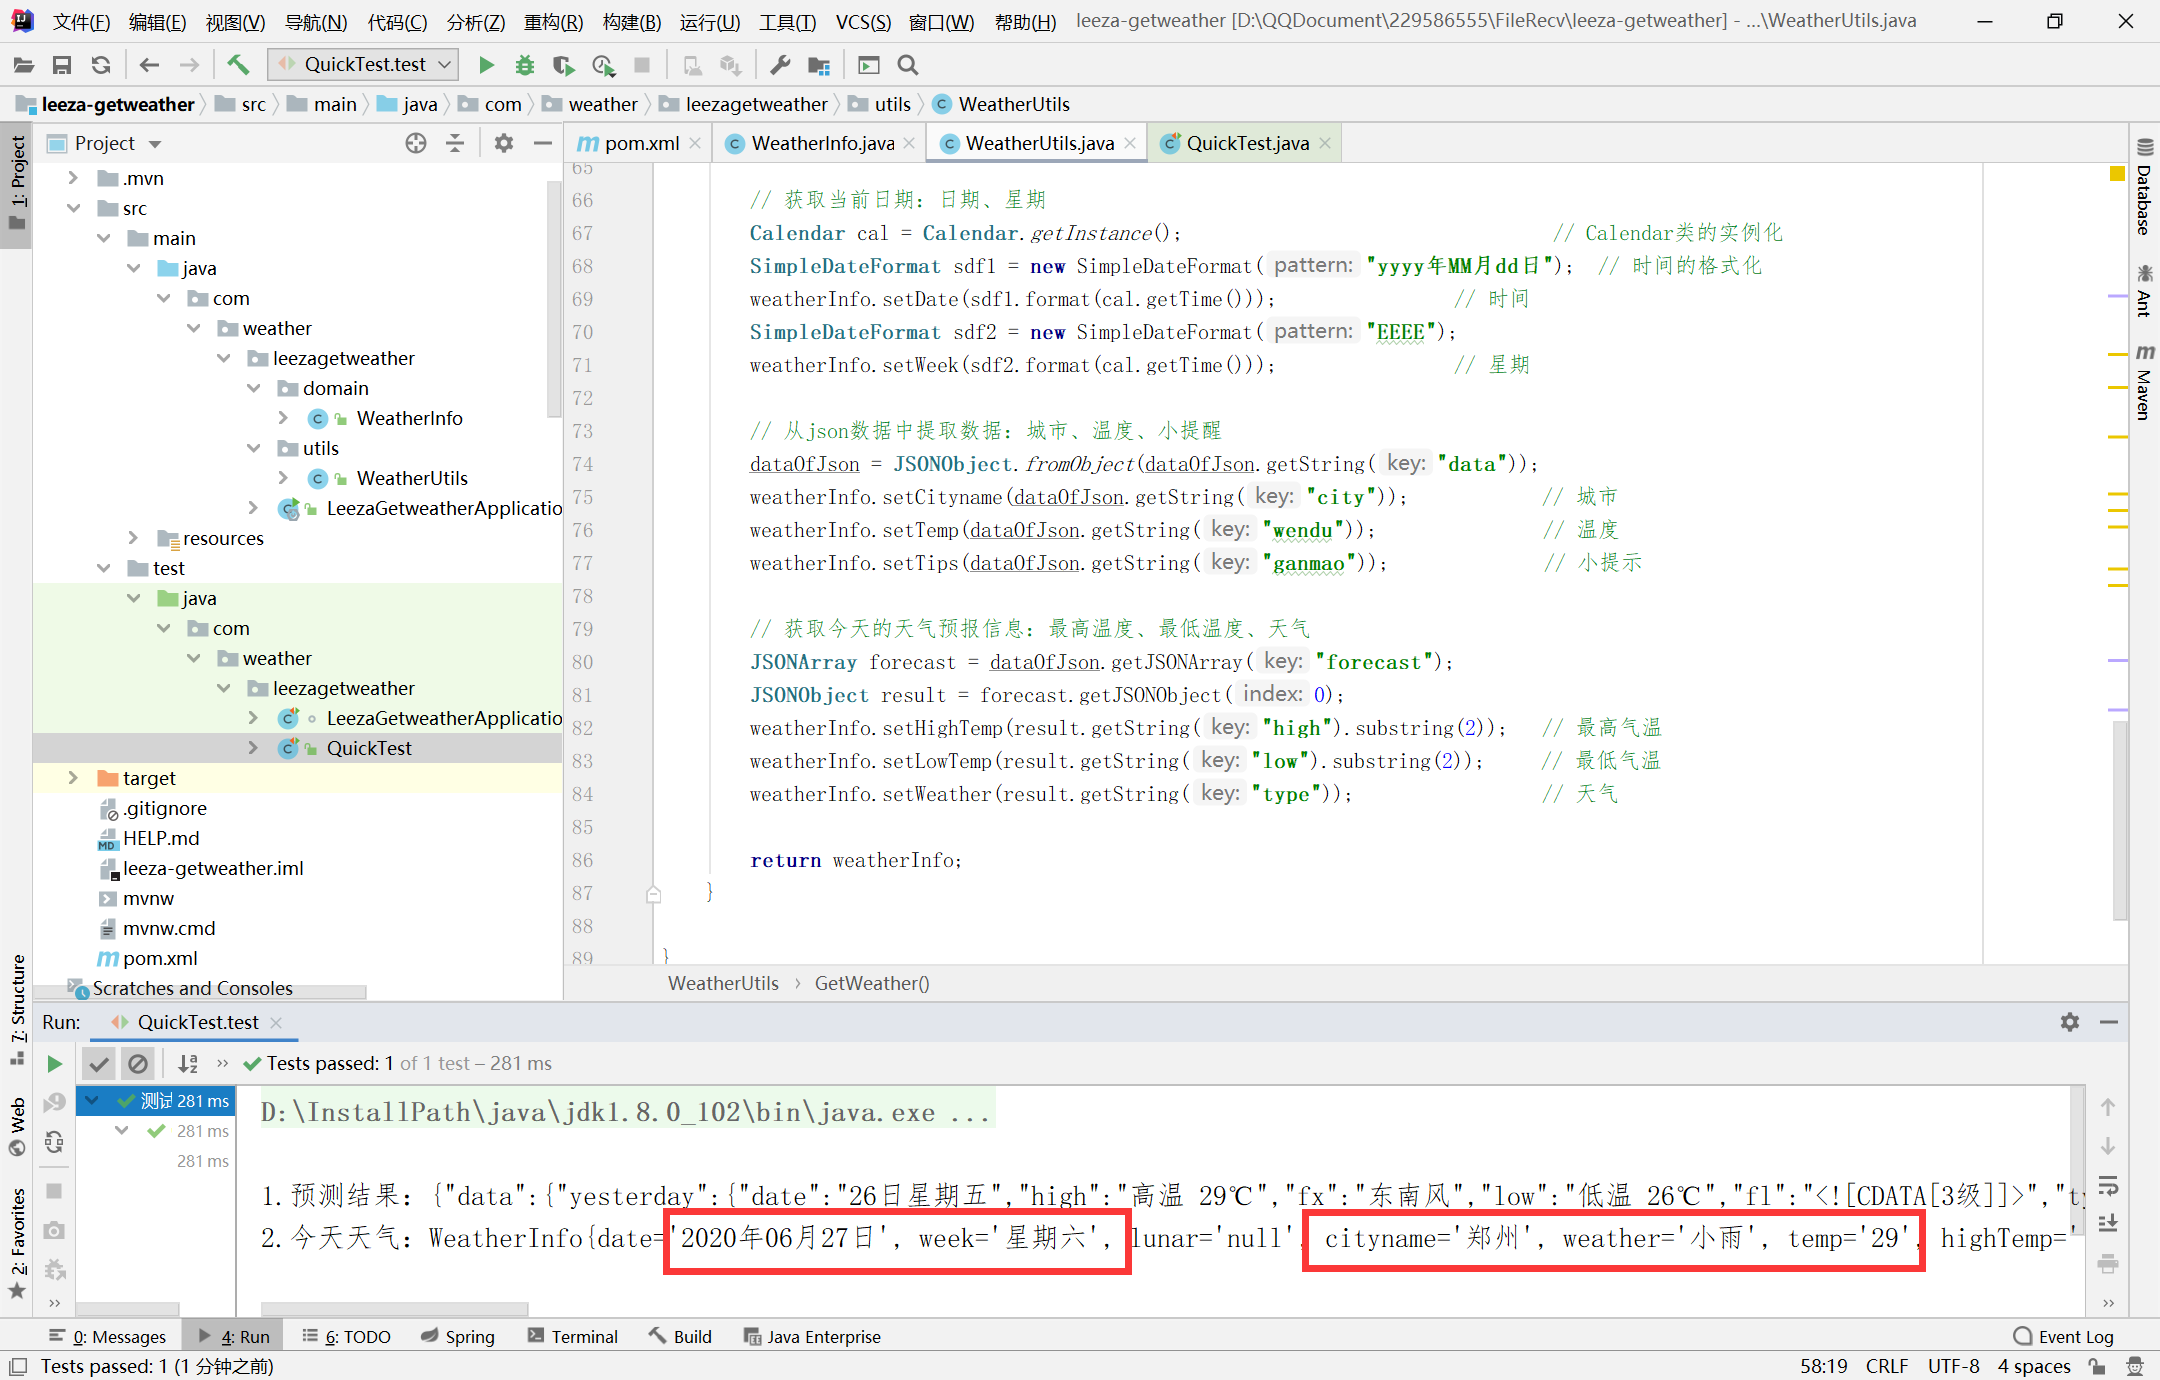 文件(F) 编辑(E) 视图(V) 导航(N) 代码(C) 分析(Z) 重构(R) 构建(B) 运行(U) 工具(T) VCS(S) 窗口(W) 帮助(H) leeza-getweather [D:\QQDocument\229586555\FileRecv\leeza-getweather] - ...\WeatherUtils.java
QuickTest.test
leeza-getweather src main java com weather leezagetweather utils WeatherUtils
Project
pom.xml WeatherInfo.java WeatherUtils.java QuickTest.java
1: Project
7: Structure
Web
2: Favorites
Database
Ant
Maven
.mvn
src
main
java
com
weather
leezagetweather
domain
WeatherInfo
utils
WeatherUtils
LeezaGetweatherApplicatio
resources
test
java
com
weather
leezagetweather
LeezaGetweatherApplicatio
QuickTest
target
.gitignore
HELP.md
leeza-getweather.iml
mvnw
mvnw.cmd
pom.xml
Scratches and Consoles
65
66 // 获取当前日期：日期、星期
67 Calendar cal = Calendar.getInstance(); // Calendar类的实例化
68 SimpleDateFormat sdf1 = new SimpleDateFormat( pattern: "yyyy年MM月dd日"); // 时间的格式化
69 weatherInfo.setDate(sdf1.format(cal.getTime())); // 时间
70 SimpleDateFormat sdf2 = new SimpleDateFormat( pattern: "EEEE");
71 weatherInfo.setWeek(sdf2.format(cal.getTime())); // 星期
72
73 // 从json数据中提取数据：城市、温度、小提醒
74 dataOfJson = JSONObject.fromObject(dataOfJson.getString( key: "data"));
75 weatherInfo.setCityname(dataOfJson.getString( key: "city")); // 城市
76 weatherInfo.setTemp(dataOfJson.getString( key: "wendu")); // 温度
77 weatherInfo.setTips(dataOfJson.getString( key: "ganmao")); // 小提示
78
79 // 获取今天的天气预报信息：最高温度、最低温度、天气
80 JSONArray forecast = dataOfJson.getJSONArray( key: "forecast");
81 JSONObject result = forecast.getJSONObject( index: 0);
82 weatherInfo.setHighTemp(result.getString( key: "high").substring(2)); // 最高气温
83 weatherInfo.setLowTemp(result.getString( key: "low").substring(2)); // 最低气温
84 weatherInfo.setWeather(result.getString( key: "type")); // 天气
85
86 return weatherInfo;
87 }
88
89 }
WeatherUtils › GetWeather()
Run: QuickTest.test
Tests passed: 1 of 1 test – 281 ms
测试 281 ms
281 ms
281 ms
D:\InstallPath\java\jdk1.8.0_102\bin\java.exe ...
1.预测结果：{"data":{"yesterday":{"date":"26日星期五","high":"高温 29℃","fx":"东南风","low":"低温 26℃","fl":"<![CDATA[3级]]>","ty
2.今天天气：WeatherInfo{date='2020年06月27日', week='星期六', lunar='null', cityname='郑州', weather='小雨', temp='29', highTemp='
0: Messages 4: Run 6: TODO Spring Terminal Build Java Enterprise Event Log
Tests passed: 1 (1 分钟之前) 58:19 CRLF UTF-8 4 spaces